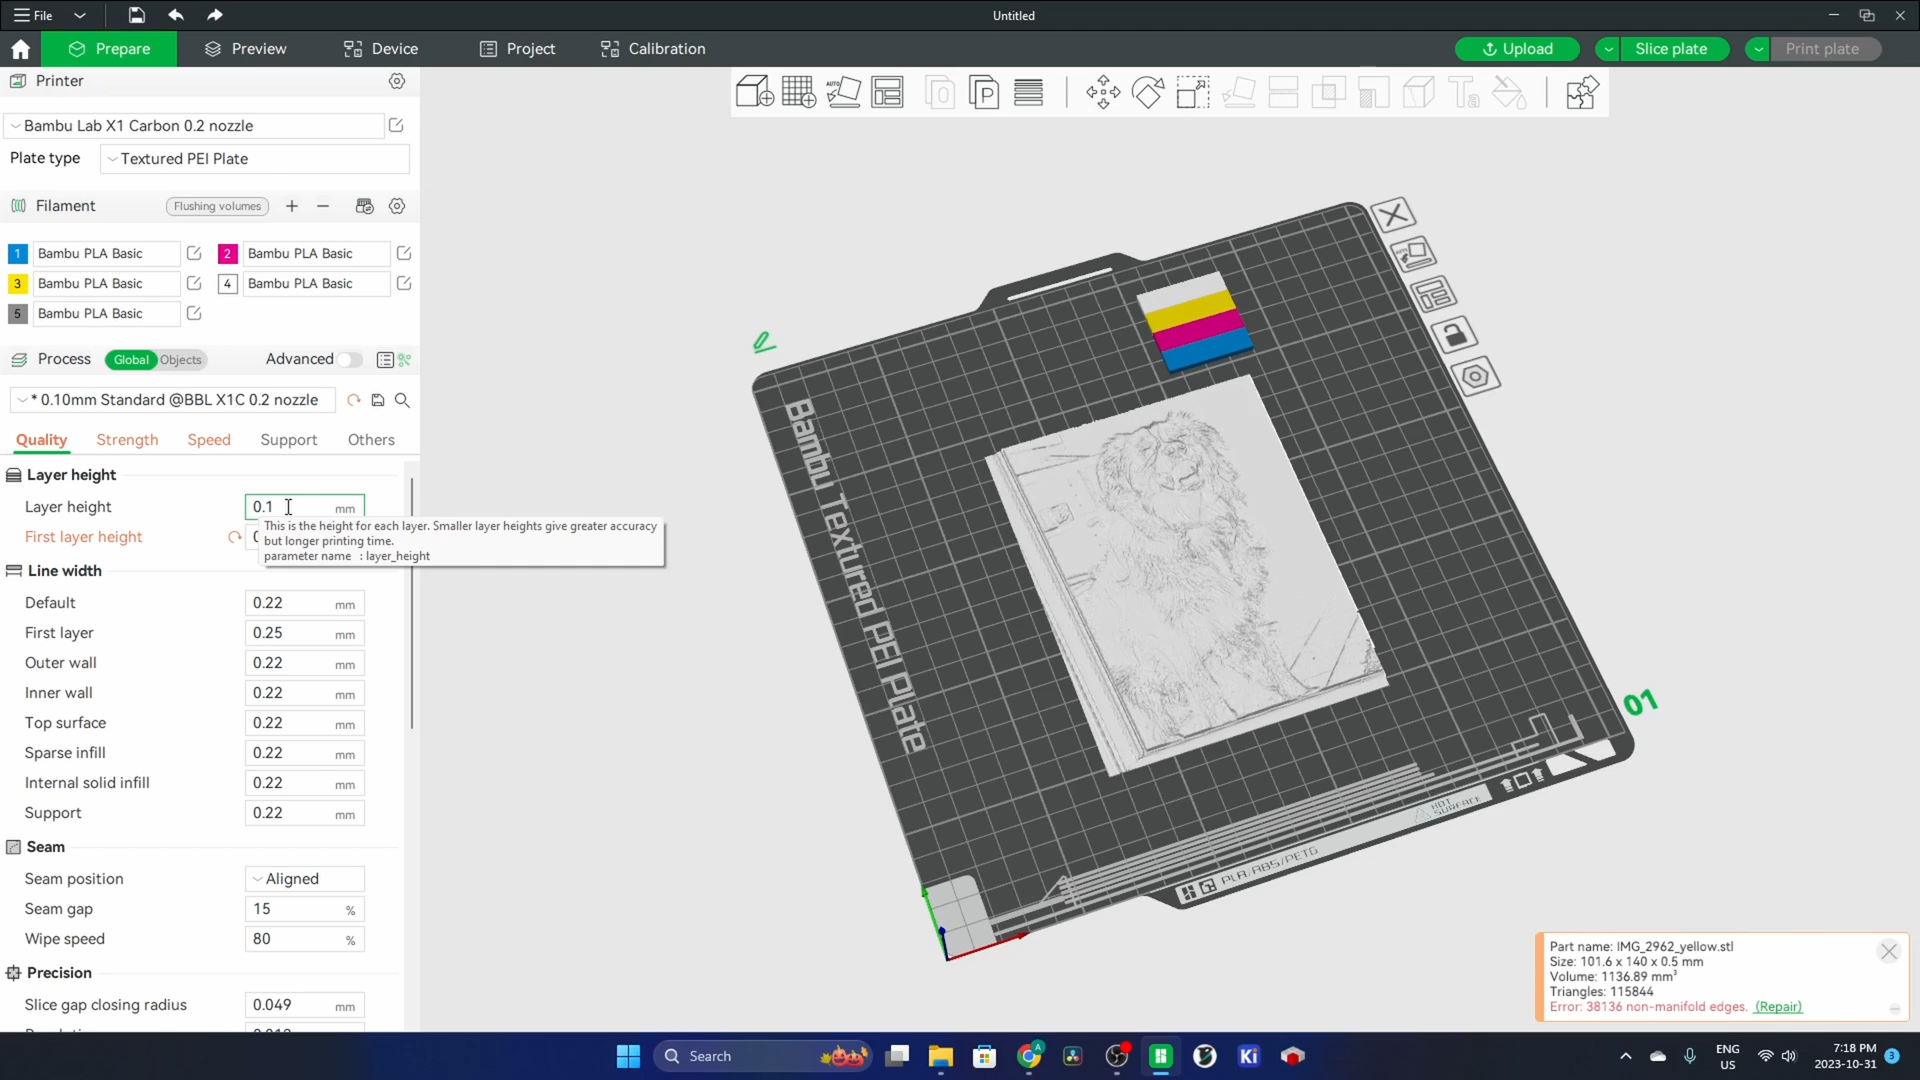 File
Untitled
Prepare
Preview
Device
Project
Calibration
Upload
Slice plate
Print plate
Printer
Bambu Lab X1 Carbon 0.2 nozzle
Plate type
Textured PEI Plate
Filament
Flushing volumes
1 Bambu PLA Basic
2 Bambu PLA Basic
3 Bambu PLA Basic
4 Bambu PLA Basic
5 Bambu PLA Basic
Process
Global
Objects
Advanced
* 0.10mm Standard @BBL X1C 0.2 nozzle
Quality
Strength
Speed
Support
Others
Layer height
Layer height 0.1 mm
First layer height
This is the height for each layer. Smaller layer heights give greater accuracy
but longer printing time.
parameter name : layer_height
Line width
Default 0.22 mm
First layer 0.25 mm
Outer wall 0.22 mm
Inner wall 0.22 mm
Top surface 0.22 mm
Sparse infill 0.22 mm
Internal solid infill 0.22 mm
Support 0.22 mm
Seam
Seam position Aligned
Seam gap 15 %
Wipe speed 80 %
Precision
Slice gap closing radius 0.049 mm
AUTO
0
P
Ta
Bambu Textured PEI Plate
01
HOT
SURFACE
PLA/ABS/PETG
Part name: IMG_2962_yellow.stl
Size: 101.6 x 140 x 0.5 mm
Volume: 1136.89 mm³
Triangles: 115844
Error: 38136 non-manifold edges. (Repair)
Search
A
Ki
ENG
US
7:18 PM
2023-10-31
3